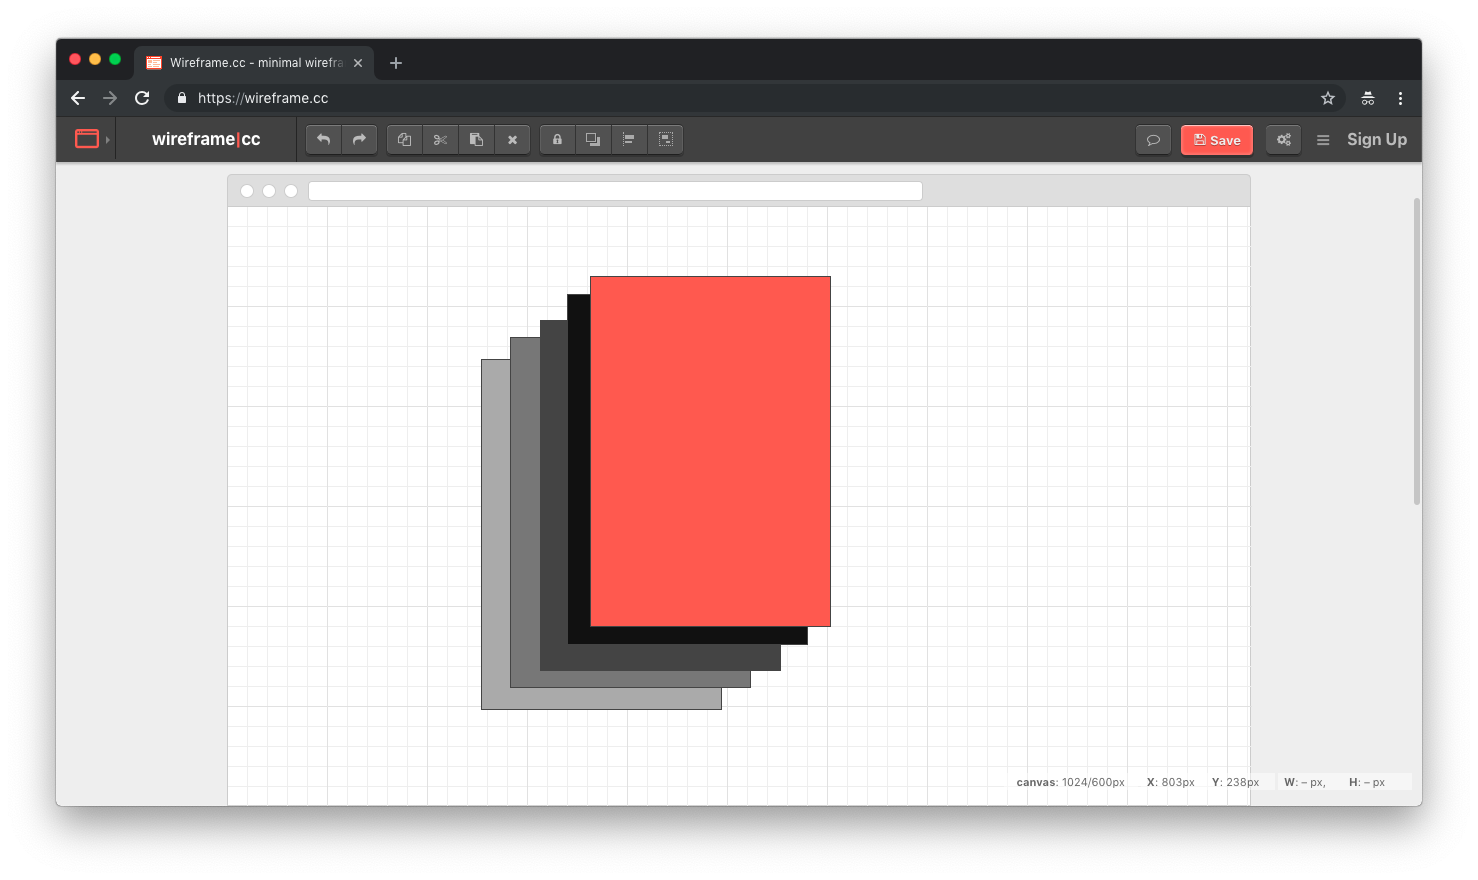 Wireframe.cc - minimal wirefra
https://wireframe.cc
wireframe|cc
Save
Sign Up
canvas: 1024/600px X: 803px Y: 238px W: – px, H: – px